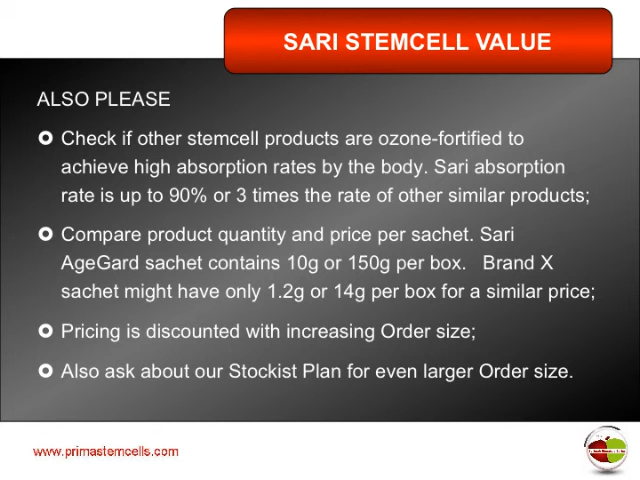 SARI STEMCELL VALUE
ALSO PLEASE
Check if other stemcell products are ozone-fortified to
achieve high absorption rates by the body. Sari absorption
rate is up to 90% or 3 times the rate of other similar products;
Compare product quantity and price per sachet. Sari
AgeGard sachet contains 10g or 150g per box. Brand X
sachet might have only 1.2g or 14g per box for a similar price;
Pricing is discounted with increasing Order size;
Also ask about our Stockist Plan for even larger Order size.
www.primastemcells.com